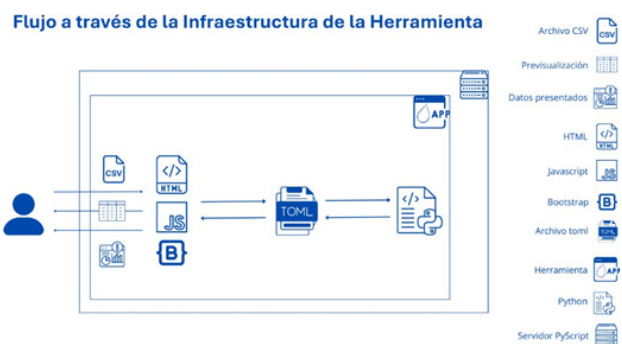 Flujo a través de la Infraestructura de la Herramienta
Archivo CSV
CSV
Previsualización
Datos presentados
HTML
HTML
Javascript
JS
Bootstrap
B
Archivo toml
TOML
Herramienta
APP
Python
Servidor PyScript
APP
CSV
HTML
JS
B
TOML